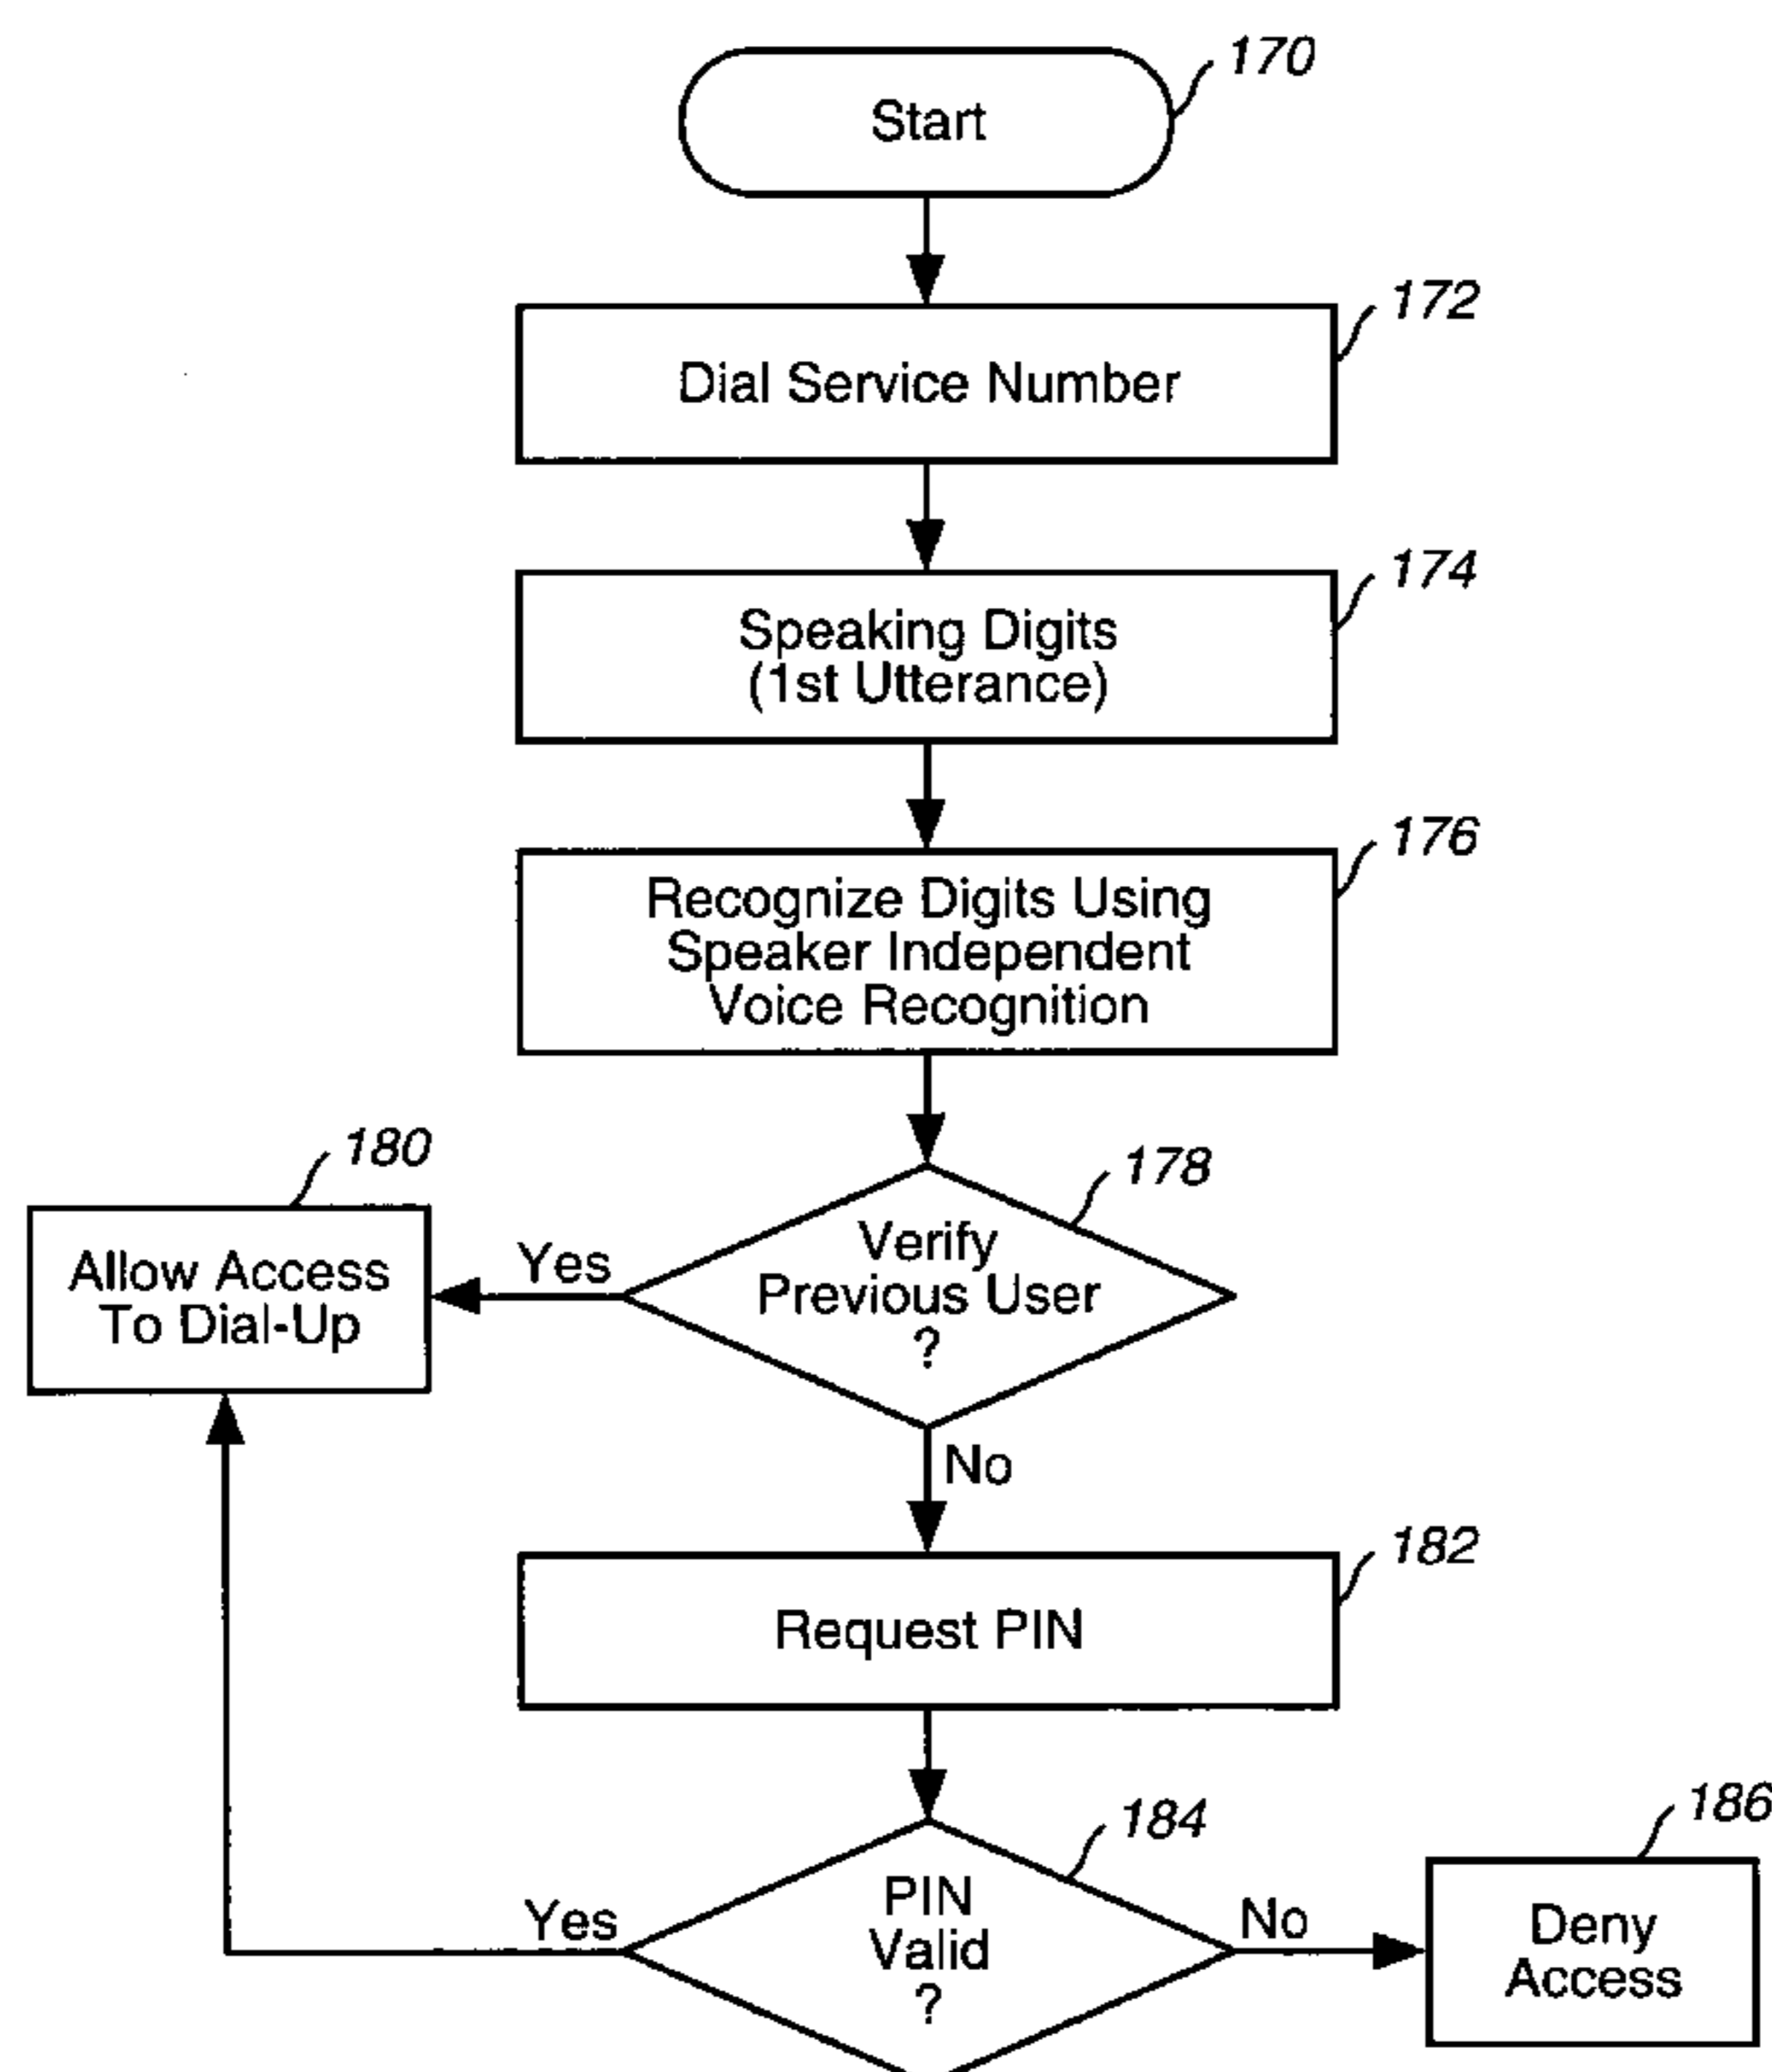 170
Start
172
Dial Service Number
174
Speaking Digits
(1st Utterance)
176
Recognize Digits Using
Speaker Independent
Voice Recognition
180
178
Allow Access
To Dial-Up
Yes
Verify
Previous User
?
No
182
Request PIN
184
186
Yes
PIN
Valid
?
No
Deny
Access